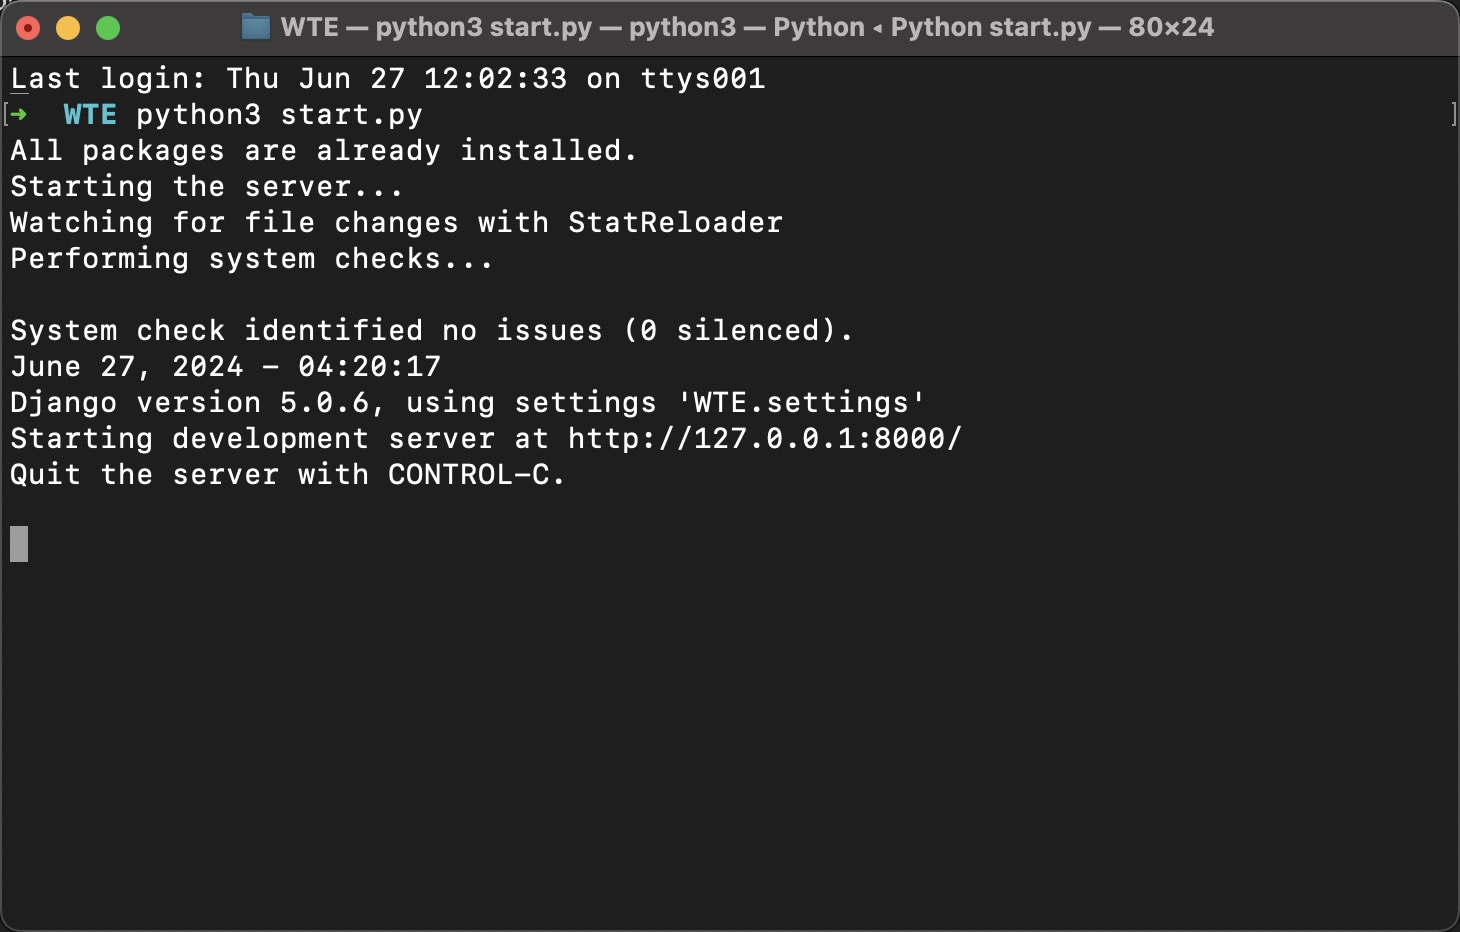 WTE — python3 start.py — python3 — Python ◂ Python start.py — 80×24
Last login: Thu Jun 27 12:02:33 on ttys001
[➜  WTE python3 start.py ]
All packages are already installed.
Starting the server...
Watching for file changes with StatReloader
Performing system checks...

System check identified no issues (0 silenced).
June 27, 2024 - 04:20:17
Django version 5.0.6, using settings 'WTE.settings'
Starting development server at http://127.0.0.1:8000/
Quit the server with CONTROL-C.